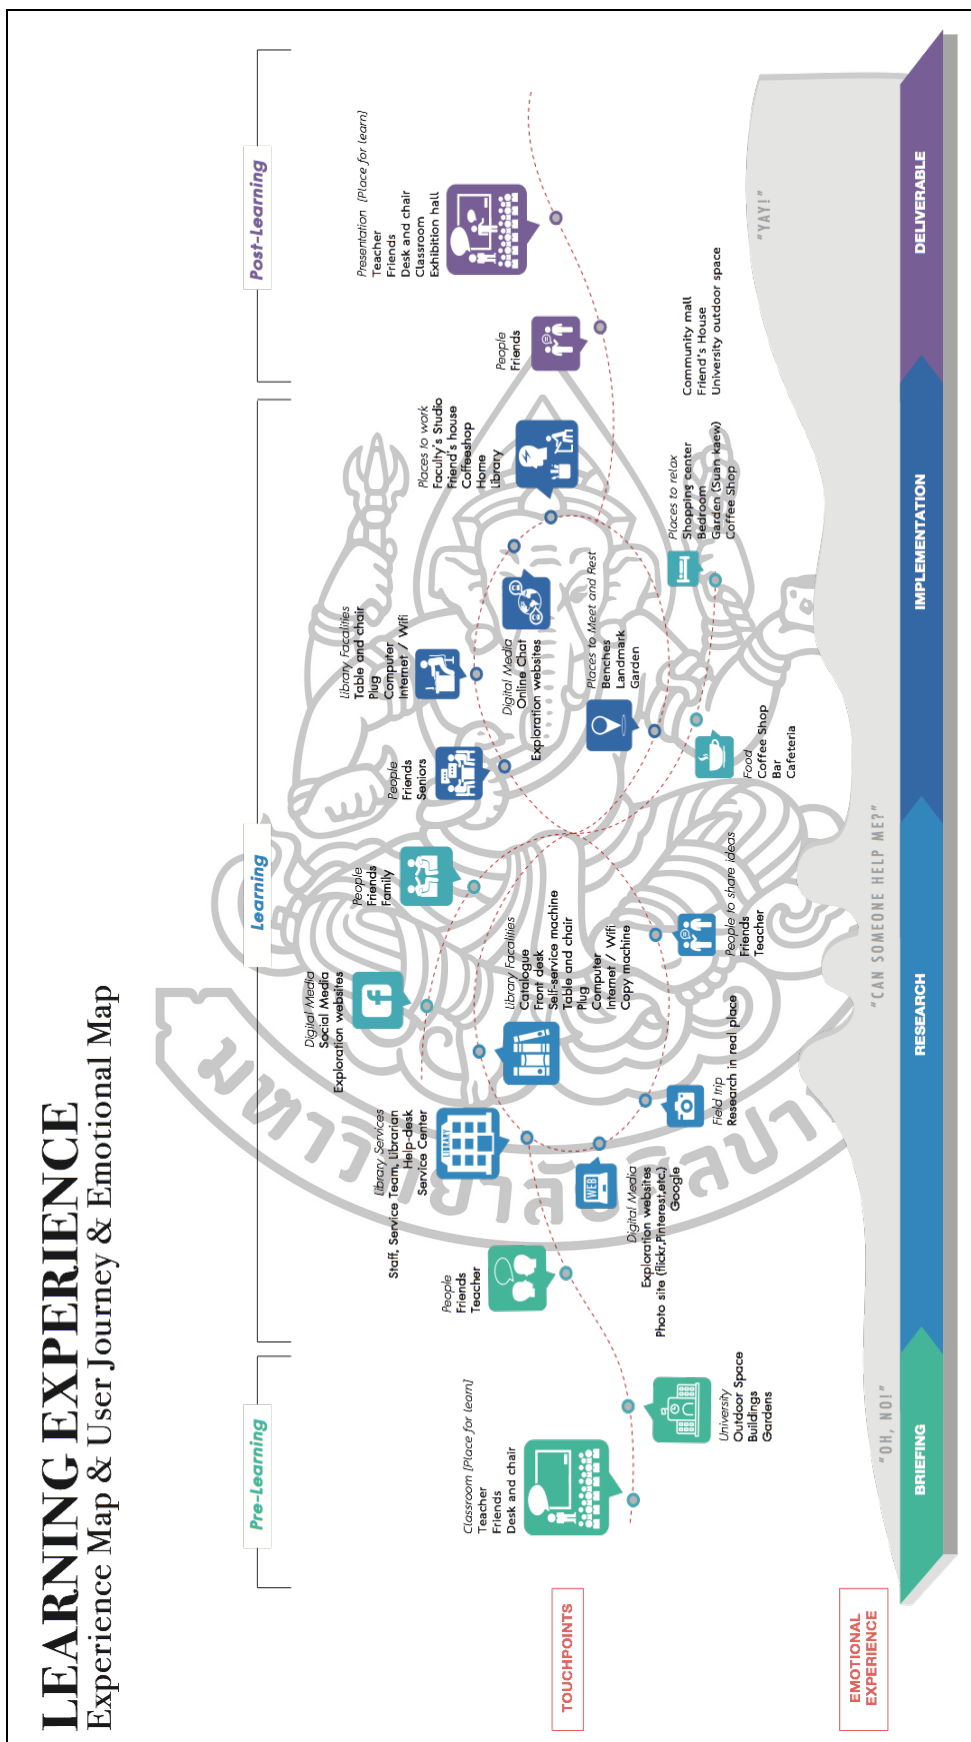 LEARNING EXPERIENCE
Experience Map & User Journey & Emotional Map
Pre-Learning
Learning
Post-Learning
TOUCHPOINTS
Classroom [Place for learn]
Teacher
Friends
Desk and chair
University
Outdoor Space
Buildings
Gardens
People
Friends
Teacher
Library Services
Staff, Service Team, Librarian
Help-desk
Service Center
LIBRARY
WEB
Digital Media
Exploration websites
Photo site (flickr,Pinterest,etc.)
Google
Field trip
Research in real place
Library Facalities
Catalogue
Front desk
Self-service machine
Table and chair
Plug
Computer
Internet / Wifi
Copy machine
People to share ideas
Friends
Teacher
Digital Media
Social Media
Exploration websites
f
People
Friends
Family
People
Friends
Seniors
Library Facalities
Table and chair
Plug
Computer
Internet / Wifi
Digital Media
Online Chat
Exploration websites
Places to Meet and Rest
Benches
Landmark
Garden
Food
Coffee Shop
Bar
Cafeteria
Places to relax
Shopping center
Bedroom
Garden (Suan kaew)
Coffee Shop
Community mall
Friend's House
University outdoor space
Places to work
Faculty's Studio
Friend's house
Coffeeshop
Home
Library
People
Friends
Presentation [Place for learn]
Teacher
Friends
Desk and chair
Classroom
Exhibition hall
EMOTIONAL
EXPERIENCE
"OH, NO!"
"CAN SOMEONE HELP ME?"
"YAY!"
BRIEFING
RESEARCH
IMPLEMENTATION
DELIVERABLE